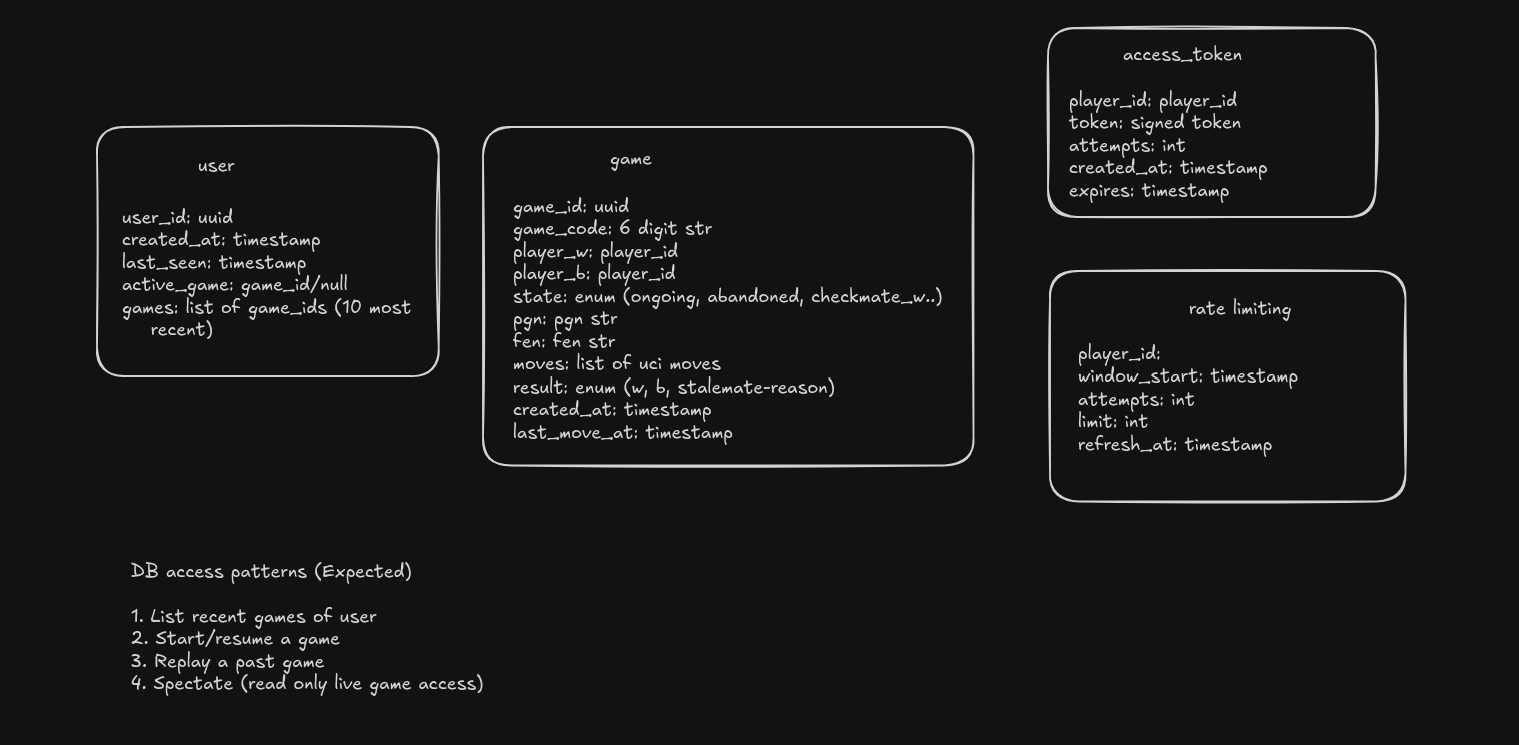 user
user_id: uuid
created_at: timestamp
last_seen: timestamp
active_game: game_id/null
games: list of game_ids (10 most
recent)
game
game_id: uuid
game_code: 6 digit str
player_w: player_id
player_b: player_id
state: enum (ongoing, abandoned, checkmate_w..)
pgn: pgn str
fen: fen str
moves: list of uci moves
result: enum (w, b, stalemate-reason)
created_at: timestamp
last_move_at: timestamp
access_token
player_id: player_id
token: signed token
attempts: int
created_at: timestamp
expires: timestamp
rate limiting
player_id:
window_start: timestamp
attempts: int
limit: int
refresh_at: timestamp
DB access patterns (Expected)
1. List recent games of user
2. Start/resume a game
3. Replay a past game
4. Spectate (read only live game access)